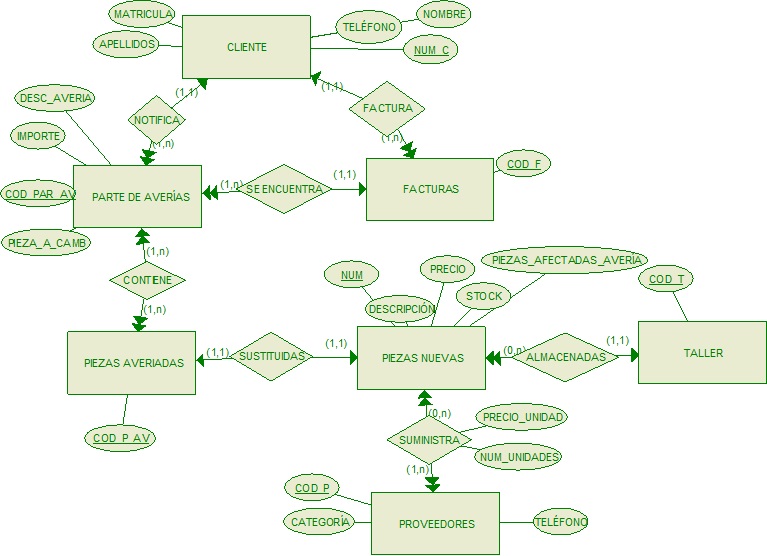 MATRICULA
APELLIDOS
CLIENTE
TELÉFONO
NOMBRE
NUM_C
(1,1)
(1,1)
DESC_AVERIA
NOTIFICA
FACTURA
IMPORTE
(1,n)
(1,n)
COD_PAR_AV
PARTE DE AVERÍAS
(1,n)
SE ENCUENTRA
(1,1)
FACTURAS
COD_F
PIEZA_A_CAMB
(1,n)
CONTIENE
(1,n)
NUM
PRECIO
PIEZAS_AFECTADAS_AVERÍA
COD_T
DESCRIPCIÓN
STOCK
PIEZAS AVERIADAS
(1,1)
SUSTITUIDAS
(1,1)
PIEZAS NUEVAS
(0,n)
ALMACENADAS
(1,1)
TALLER
COD_P_AV
(0,n)
SUMINISTRA
PRECIO_UNIDAD
NUM_UNIDADES
(1,n)
COD_P
CATEGORÍA
PROVEEDORES
TELÉFONO